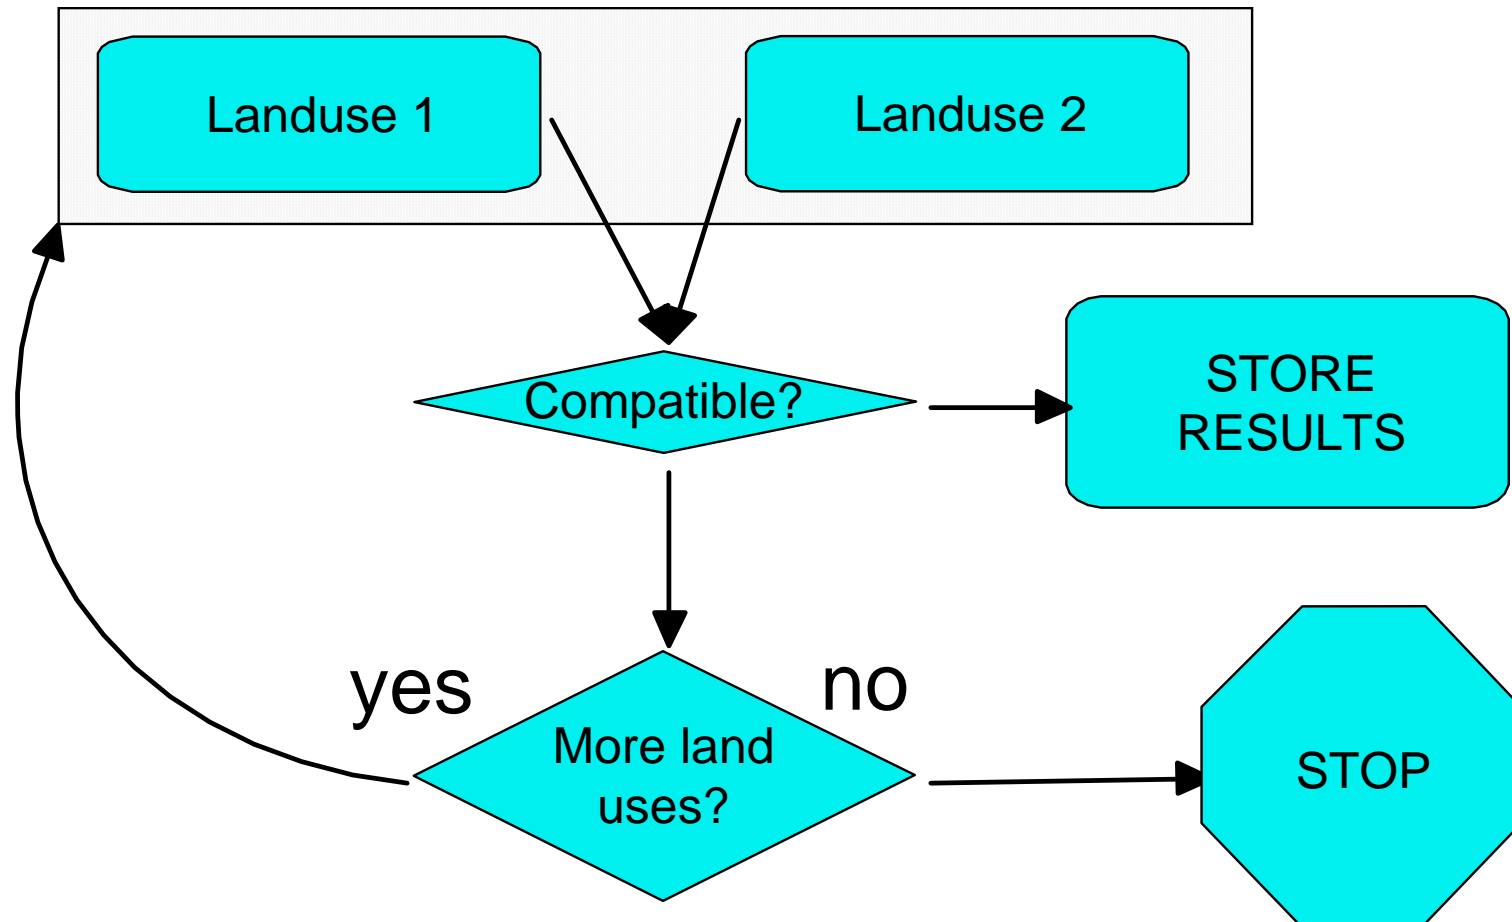 Landuse 1
Landuse 2
Compatible?
STORE
RESULTS
yes
no
More land
uses?
STOP